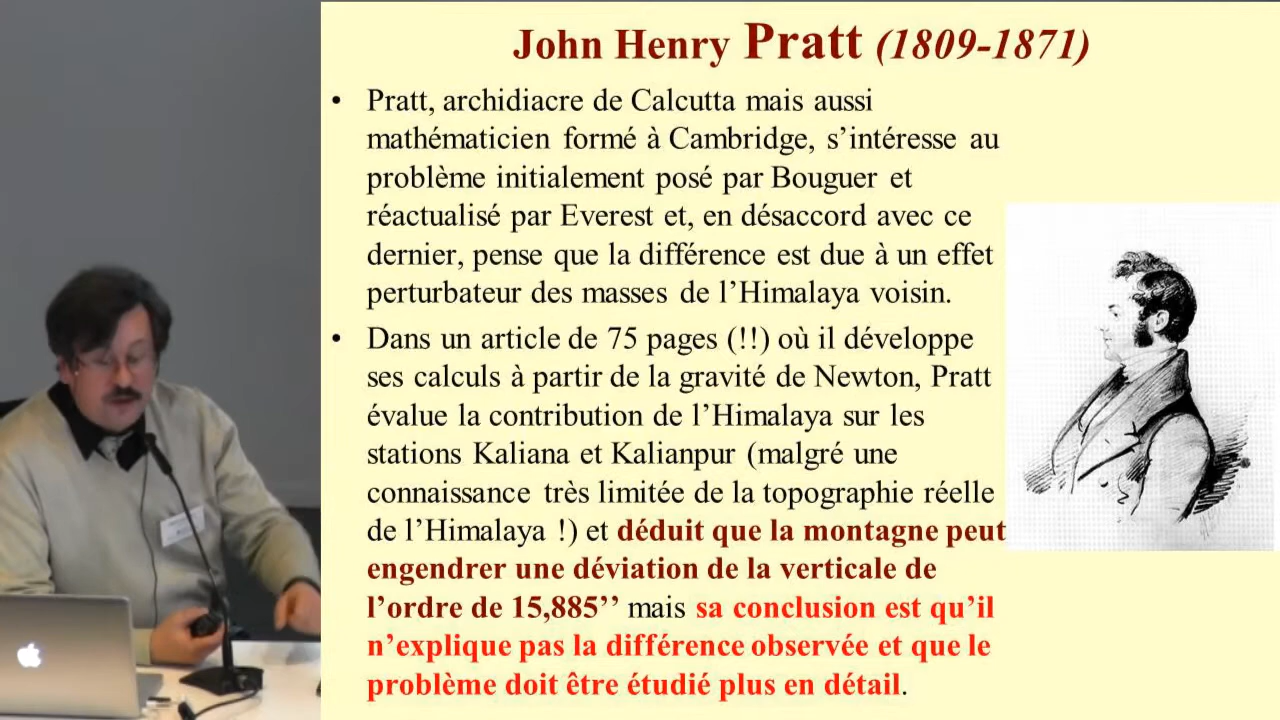 John Henry Pratt (1809-1871)
• Pratt, archidiacre de Calcutta mais aussi
mathématicien formé à Cambridge, s’intéresse au
problème initialement posé par Bouguer et
réactualisé par Everest et, en désaccord avec ce
dernier, pense que la différence est due à un effet
perturbateur des masses de l’Himalaya voisin.
• Dans un article de 75 pages (!!) où il développe
ses calculs à partir de la gravité de Newton, Pratt
évalue la contribution de l’Himalaya sur les
stations Kaliana et Kalianpur (malgré une
connaissance très limitée de la topographie réelle
de l’Himalaya !) et déduit que la montagne peut
engendrer une déviation de la verticale de
l’ordre de 15,885’’ mais sa conclusion est qu’il
n’explique pas la différence observée et que le
problème doit être étudié plus en détail.